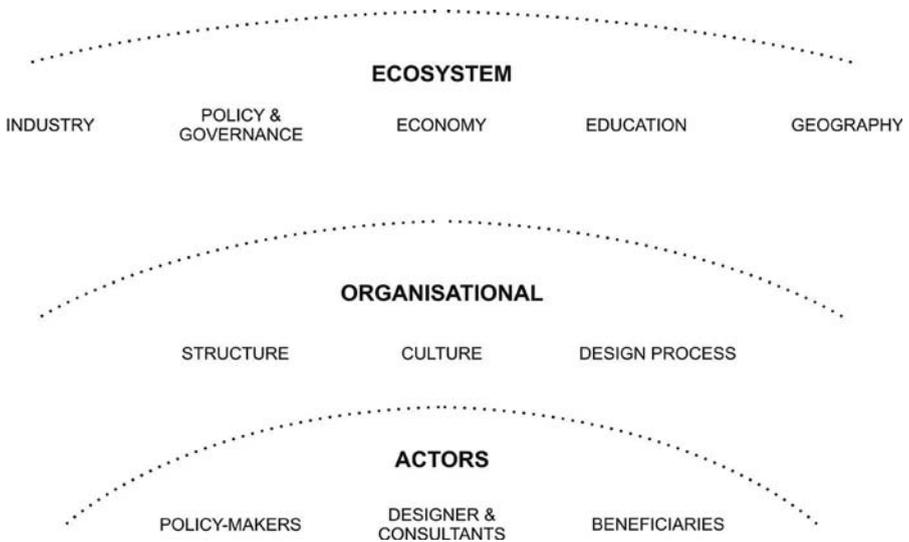 ECOSYSTEM
INDUSTRY
POLICY &
GOVERNANCE
ECONOMY
EDUCATION
GEOGRAPHY
ORGANISATIONAL
STRUCTURE
CULTURE
DESIGN PROCESS
ACTORS
POLICY-MAKERS
DESIGNER &
CONSULTANTS
BENEFICIARIES